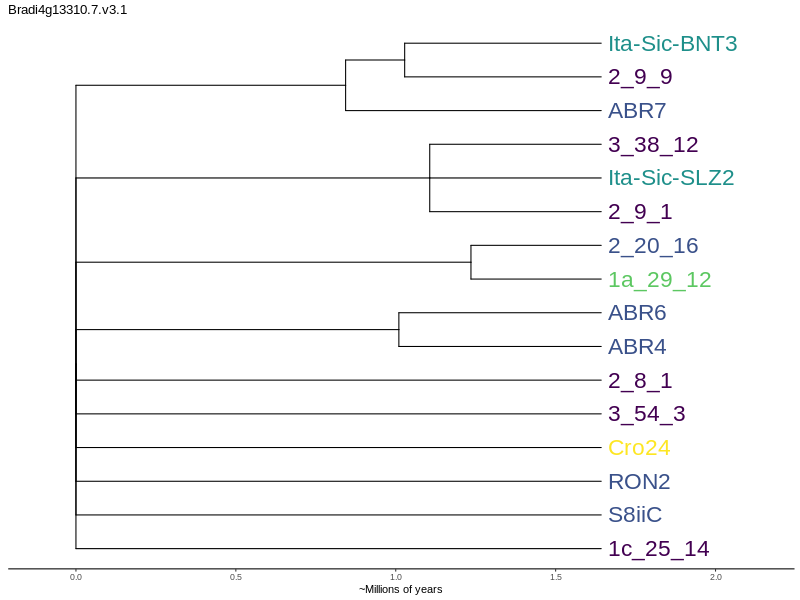 Bradi4g13310.7.v3.1
Ita-Sic-BNT3
2_9_9
ABR7
3_38_12
Ita-Sic-SLZ2
2_9_1
2_20_16
1a_29_12
ABR6
ABR4
2_8_1
3_54_3
Cro24
RON2
S8iiC
1c_25_14
0.0 0.5 1.0 1.5 2.0
~Millions of years